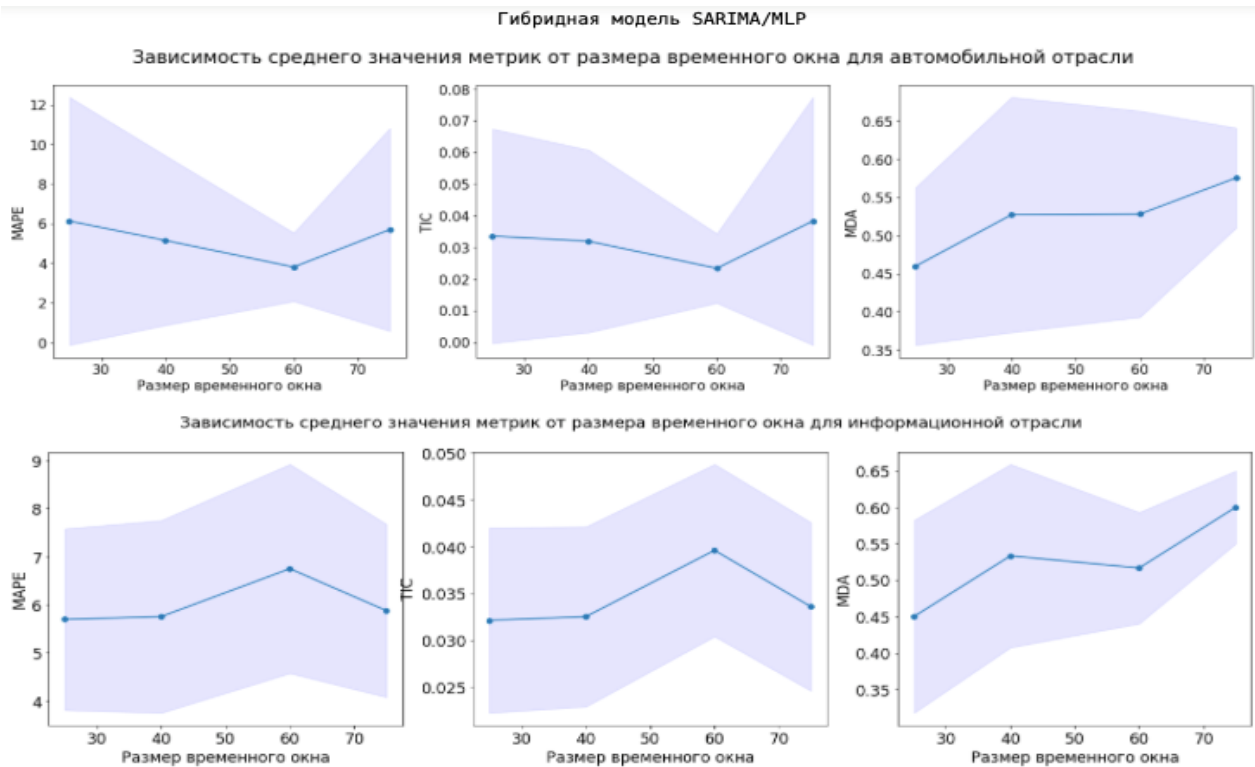 Гибридная модель SARIMA/MLP
Зависимость среднего значения метрик от размера временного окна для автомобильной отрасли
MAPE
12
10
8
6
4
2
0
30 40 50 60 70
Размер временного окна
TIC
0.08
0.07
0.06
0.05
0.04
0.03
0.02
0.01
0.00
30 40 50 60 70
Размер временного окна
MDA
0.65
0.60
0.55
0.50
0.45
0.40
0.35
30 40 50 60 70
Размер временного окна
Зависимость среднего значения метрик от размера временного окна для информационной отрасли
MAPE
9
8
7
6
5
4
30 40 50 60 70
Размер временного окна
TIC
0.050
0.045
0.040
0.035
0.030
0.025
30 40 50 60 70
Размер временного окна
MDA
0.65
0.60
0.55
0.50
0.45
0.40
0.35
30 40 50 60 70
Размер временного окна